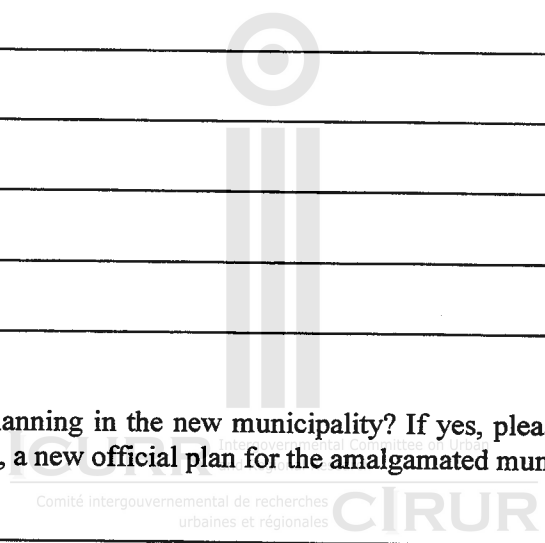 lanning in the new municipality? If yes, plea
ICURR Intergovernmental Committee on Urban
, a new official plan for the amalgamated mun
Comité intergouvernemental de recherches
urbaines et régionales CIRUR